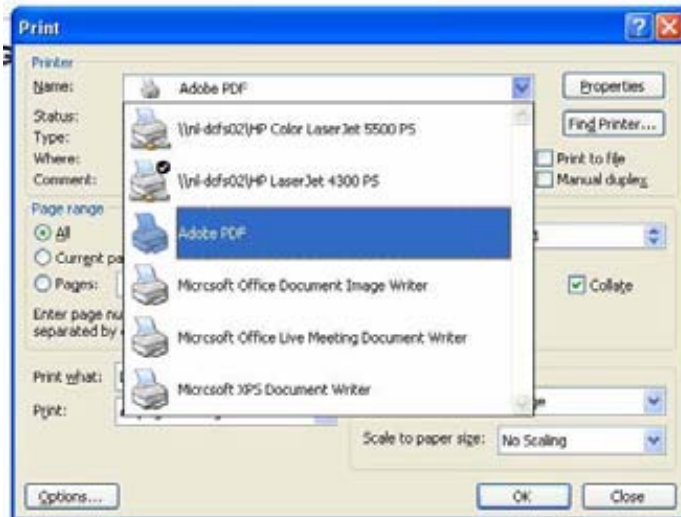 Print
Printer
Name:
Adobe PDF
Properties
Status:
\\nl-dcfs02\HP Color LaserJet 5500 PS
Find Printer...
Type:
Where:
Print to file
Comment:
\\nl-dcfs02\HP LaserJet 4300 PS
Manual duplex
Page range
All
Adobe PDF
Current pa
Pages:
Microsoft Office Document Image Writer
Collate
Enter page nu
separated by
Microsoft Office Live Meeting Document Writer
Print what:
Microsoft XPS Document Writer
Print:
Scale to paper size:
No Scaling
Options...
OK
Close